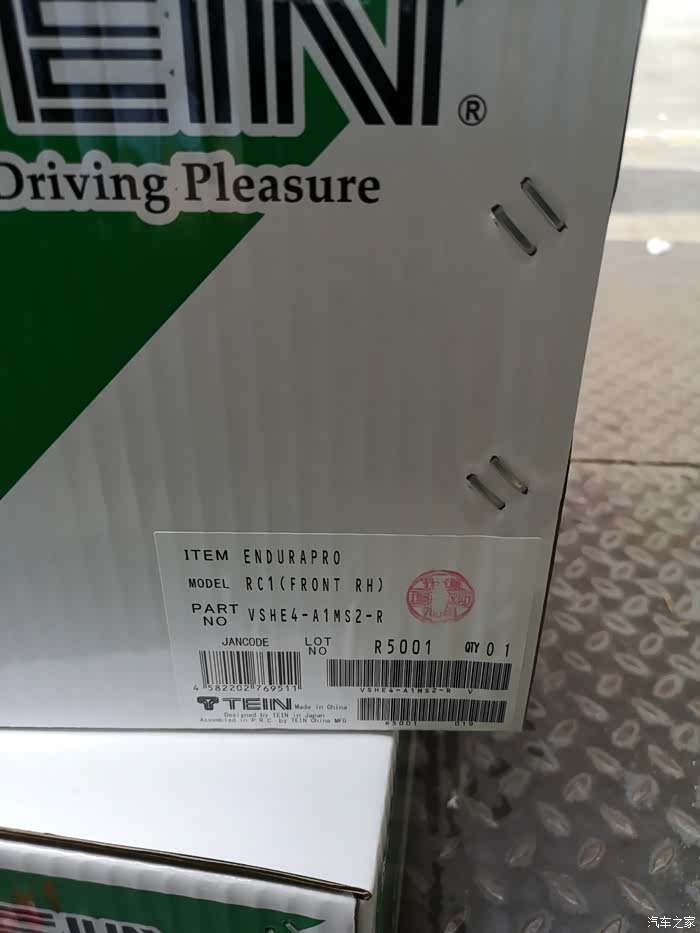 TEIN®
Driving Pleasure
ITEM ENDURAPRO
MODEL RC1(FRONT RH)
PART NO VSHE4-A1MS2-R
JANCODE
LOT NO R5001 QTY 01
4 582202 769511
VSHE4-A1MS2-R V
TEIN Made in China
Designed by TEIN in Japan
Assembled in P.R.C. by TEIN China MFG
R5001 019
汽车之家